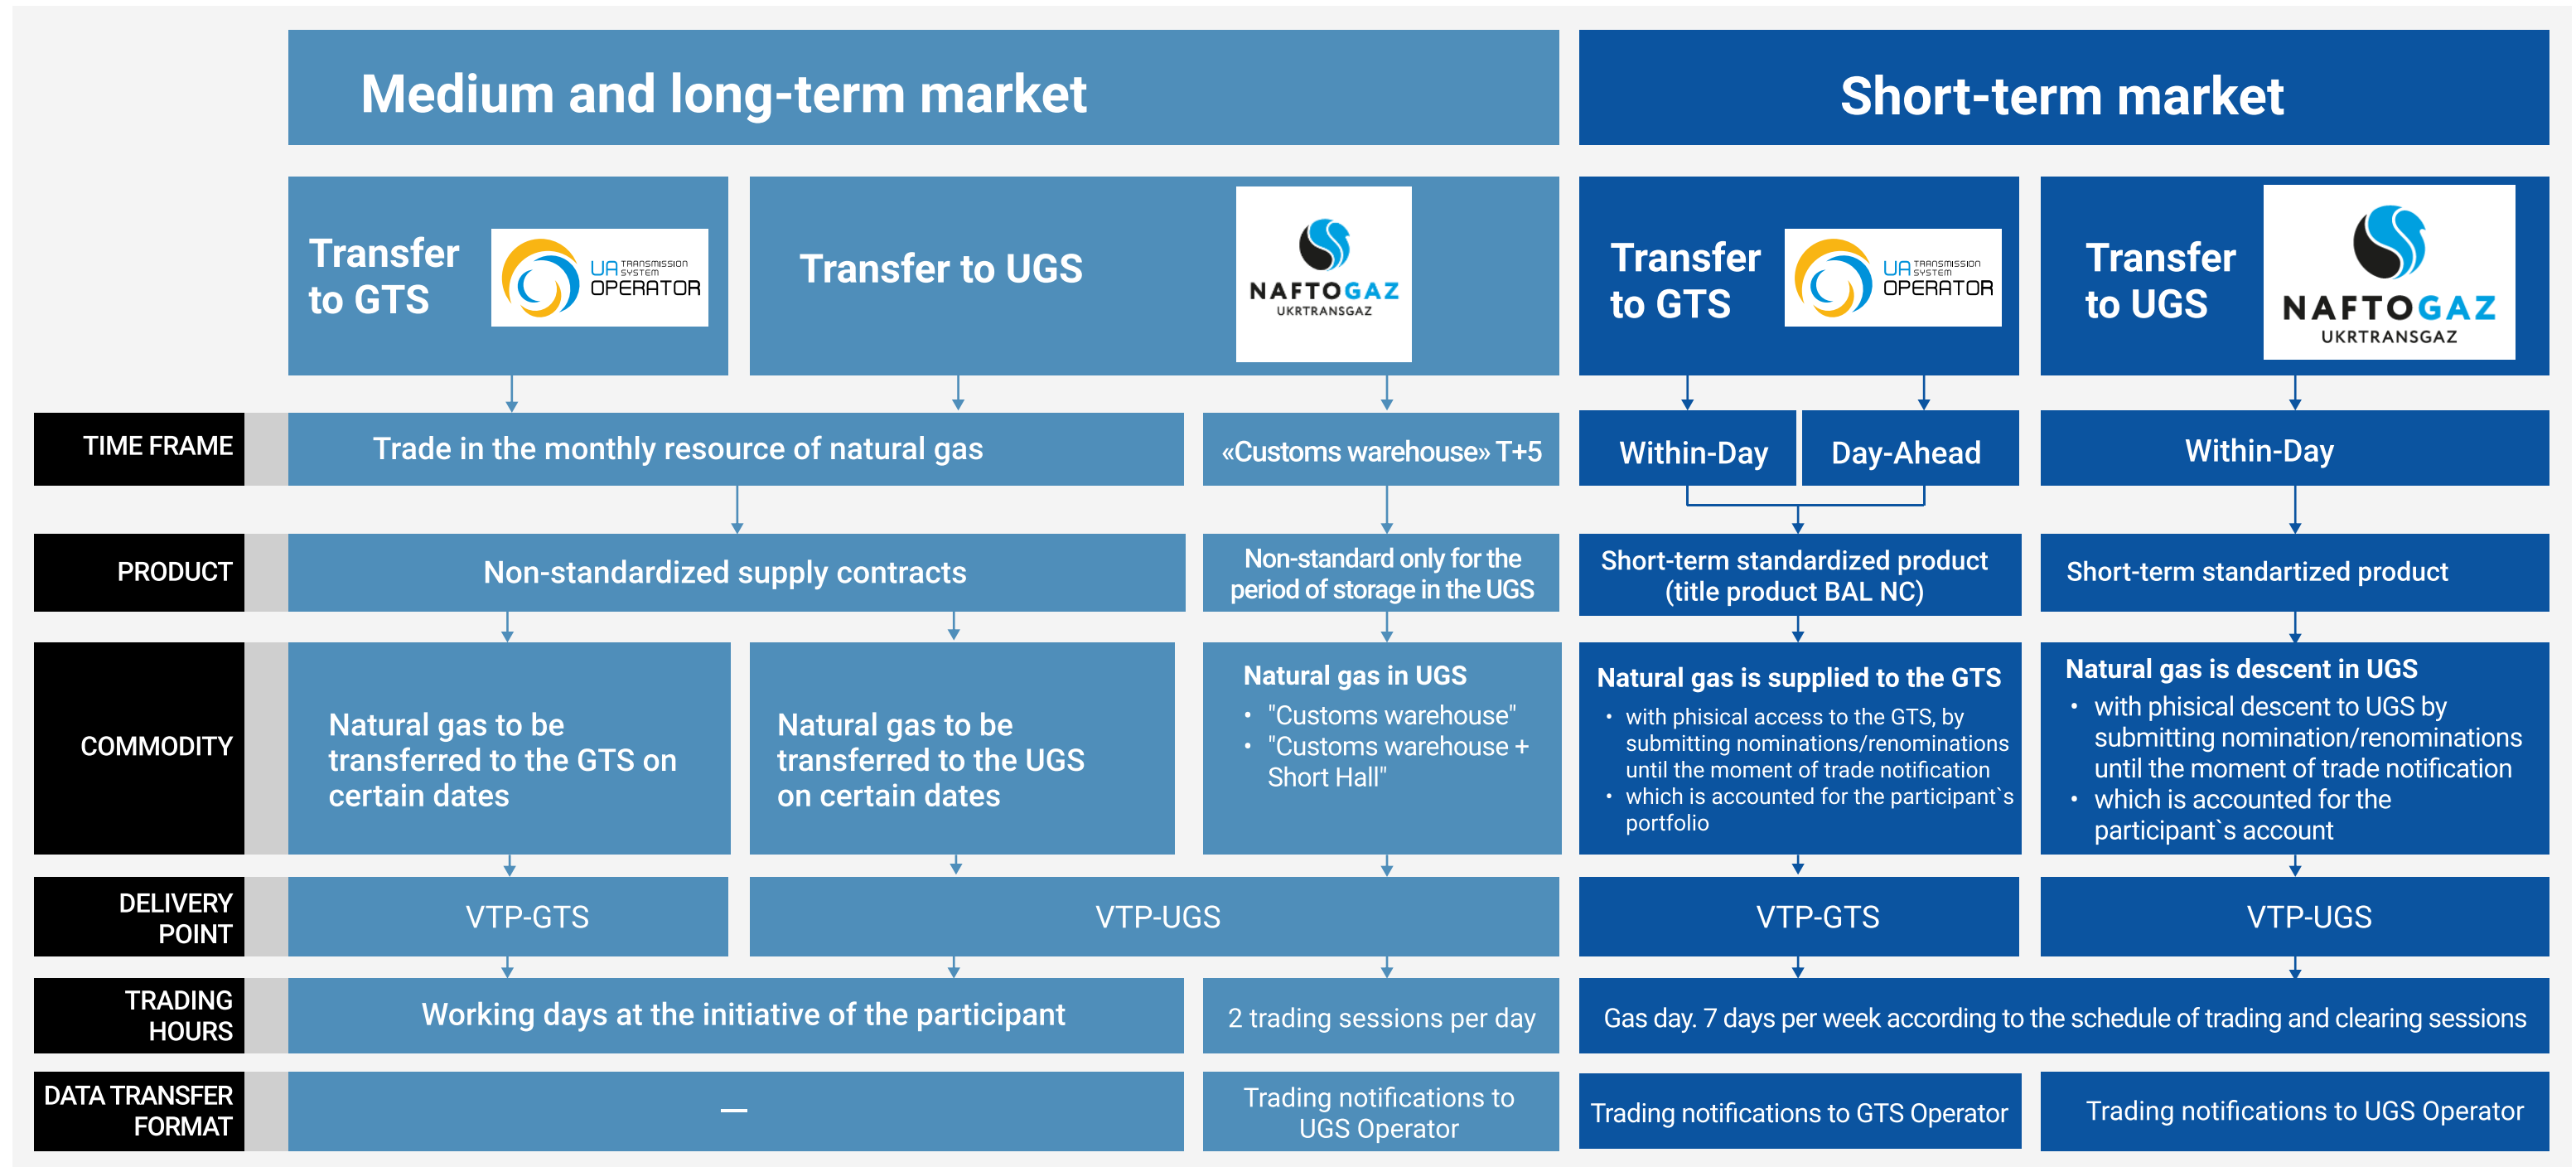 Medium and long-term market
Short-term market
Transfer
to GTS
UA TRANSMISSION
SYSTEM
OPERATOR
Transfer to UGS
NAFTOGAZ
UKRTRANSGAZ
Transfer
to GTS
UA TRANSMISSION
SYSTEM
OPERATOR
Transfer
to UGS
NAFTOGAZ
UKRTRANSGAZ
TIME FRAME
Trade in the monthly resource of natural gas
«Customs warehouse» T+5
Within-Day
Day-Ahead
Within-Day
PRODUCT
Non-standardized supply contracts
Non-standard only for the
period of storage in the UGS
Short-term standardized product
(title product BAL NC)
Short-term standartized product
COMMODITY
Natural gas to be
transferred to the GTS on
certain dates
Natural gas to be
transferred to the UGS
on certain dates
Natural gas in UGS
• "Customs warehouse"
• "Customs warehouse +
Short Hall"
Natural gas is supplied to the GTS
• with phisical access to the GTS, by
submitting nominations/renominations
until the moment of trade notification
• which is accounted for the participant`s
portfolio
Natural gas is descent in UGS
• with phisical descent to UGS by
submitting nomination/renominations
until the moment of trade notification
• which is accounted for the
participant`s account
DELIVERY
POINT
VTP-GTS
VTP-UGS
VTP-GTS
VTP-UGS
TRADING
HOURS
Working days at the initiative of the participant
2 trading sessions per day
Gas day. 7 days per week according to the schedule of trading and clearing sessions
DATA TRANSFER
FORMAT
—
Trading notifications to
UGS Operator
Trading notifications to GTS Operator
Trading notifications to UGS Operator